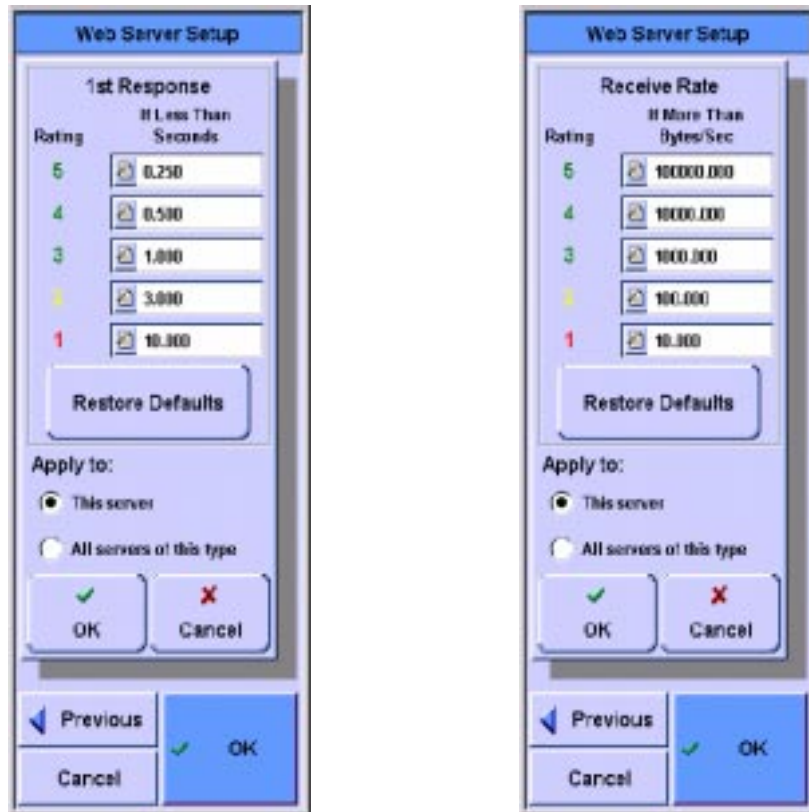 Web Server Setup
1st Response
If Less Than
Rating Seconds
5 0.250
4 0.500
3 1.000
2 3.000
1 10.000
Restore Defaults
Apply to:
This server
All servers of this type
OK Cancel
Previous
OK
Cancel
Web Server Setup
Receive Rate
If More Than
Rating Bytes/Sec
5 100000.000
4 10000.000
3 1000.000
2 100.000
1 10.000
Restore Defaults
Apply to:
This server
All servers of this type
OK Cancel
Previous
OK
Cancel